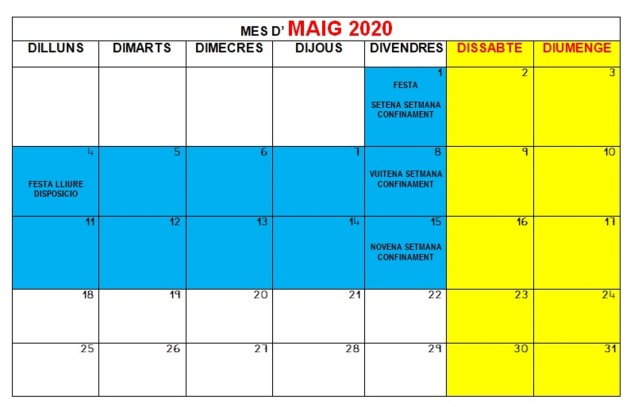 MES D' MAIG 2020
DILLUNS DIMARTS DIMECRES DIJOUS DIVENDRES DISSABTE DIUMENGE
1 2 3
FESTA
SETENA SETMANA
CONFINAMENT
4 5 6 7 8 9 10
FESTA LLIURE
DISPOSICIO
VUITENA SETMANA
CONFINAMENT
11 12 13 14 15 16 17
NOVENA SETMANA
CONFINAMENT
18 19 20 21 22 23 24
25 26 27 28 29 30 31